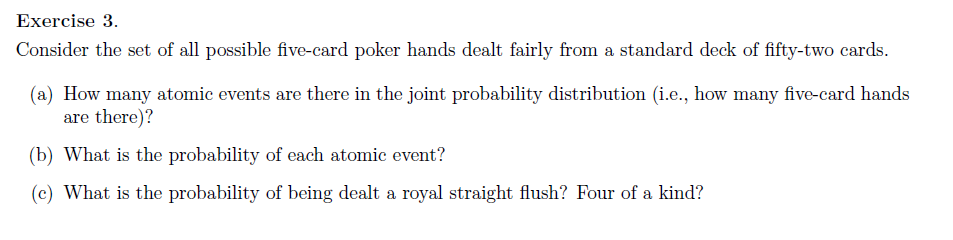 Exercise 3.
Consider the set of all possible five-card poker hands dealt fairly from a standard deck of fifty-two cards.
(a) How many atomic events are there in the joint probability distribution (i.e., how many five-card hands
are there)?
(b) What is the probability of each atomic event?
(c) What is the probability of being dealt a royal straight flush? Four of a kind?